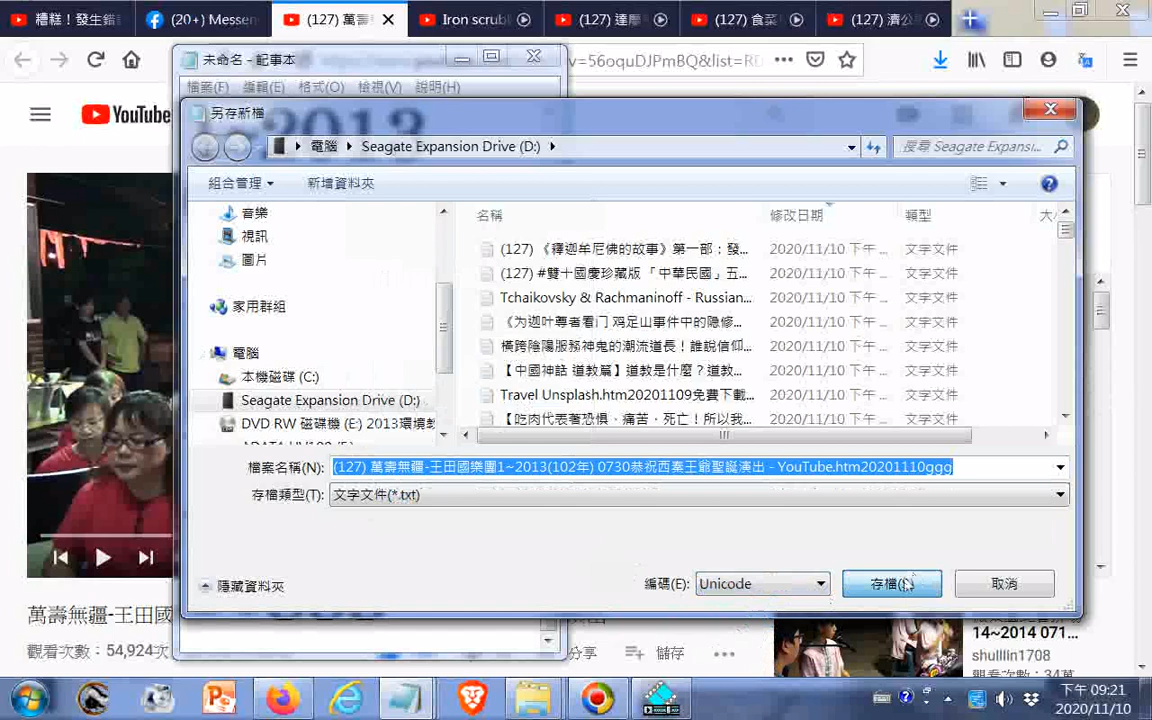 糟糕！發生錯
(20+) Messen
(127) 萬壽
Iron scrub
(127) 達摩
(127) 食菜
(127) 濟公
v=56oquDJPmBQ&list=RD
未命名 - 記事本
檔案(F) 編輯(E) 格式(O) 檢視(V) 說明(H)
2013
YouTube
另存新檔
電腦 Seagate Expansion Drive (D:)
搜尋 Seagate Expansi...
組合管理 新增資料夾
音樂
視訊
圖片
家用群組
電腦
本機磁碟 (C:)
Seagate Expansion Drive (D:)
DVD RW 磁碟機 (E:) 2013環境教
名稱 修改日期 類型 大
(127) 《釋迦牟尼佛的故事》第一部：發... 2020/11/10 下午 ... 文字文件
(127) #雙十國慶珍藏版「中華民國」五... 2020/11/10 下午 ... 文字文件
Tchaikovsky & Rachmaninoff - Russian... 2020/11/10 下午 ... 文字文件
《为迦叶尊者看门 鸡足山事件中的隐修... 2020/11/10 下午 ... 文字文件
橫跨陰陽服務神鬼的潮流道長！誰說信仰... 2020/11/10 下午 ... 文字文件
【中國神話 道教篇】道教是什麼？道教... 2020/11/10 下午 ... 文字文件
Travel Unsplash.htm20201109免費下載... 2020/11/10 下午 ... 文字文件
【吃肉代表著恐惧．痛苦．死亡！所以我... 2020/11/10 下午 ... 文字文件
檔案名稱(N): (127) 萬壽無疆-王田國樂團1~2013(102年) 0730恭祝西秦王爺聖誕演出 - YouTube.htm20201110ggg
存檔類型(T): 文字文件(*.txt)
隱藏資料夾
編碼(E): Unicode
存檔(S) 取消
萬壽無疆-王田國
觀看次數：54,924次
分享 儲存
14~2014 071...
shulllin1708
觀看次數：34萬
下午 09:21
2020/11/10